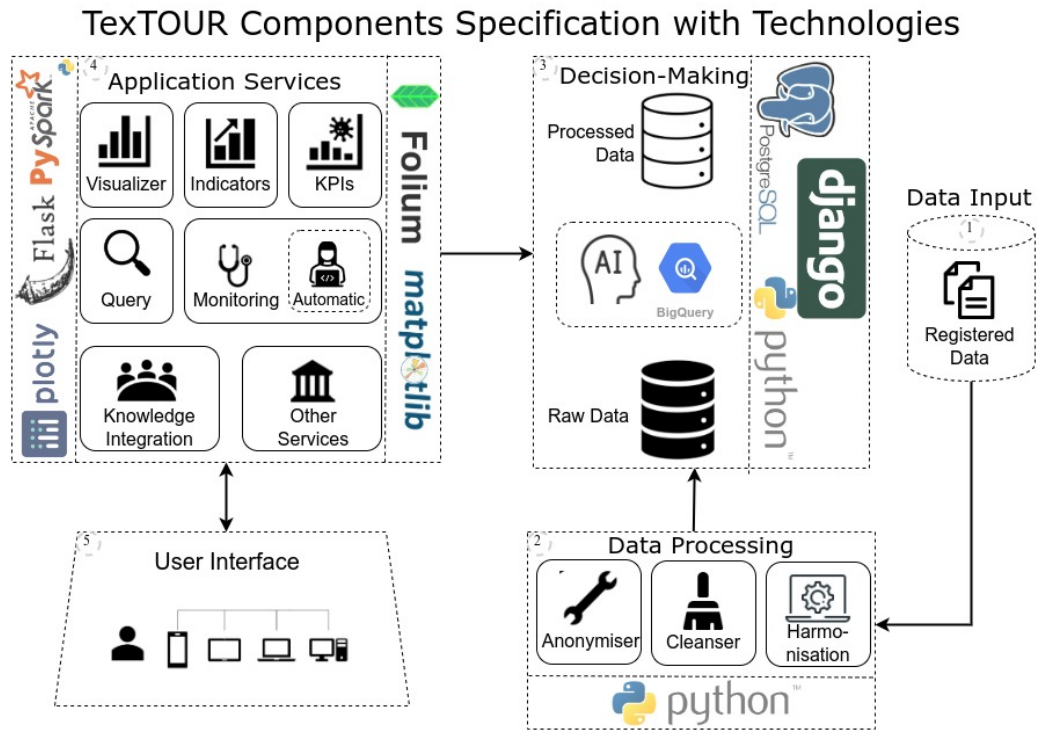 TexTOUR Components Specification with Technologies
4
Application Services
Visualizer
Indicators
KPIs
Query
Monitoring
Automatic
Knowledge
Integration
Other
Services
APACHE
PySpark
Flask
plotly
Folium
matplotlib
3
Decision-Making
Processed
Data
AI
BigQuery
Raw Data
PostgreSQL
django
python™
Data Input
1
Registered
Data
5
User Interface
2
Data Processing
Anonymiser
Cleanser
Harmo-
nisation
python™